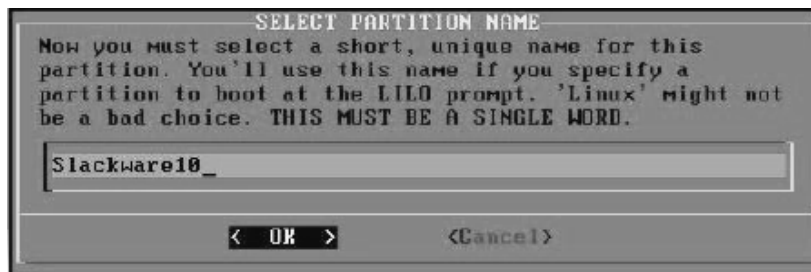 SELECT PARTITION NAME
Now you must select a short, unique name for this
partition. You'll use this name if you specify a
partition to boot at the LILO prompt. 'Linux' might not
be a bad choice. THIS MUST BE A SINGLE WORD.
Slackware10_
< OK > <Cancel>